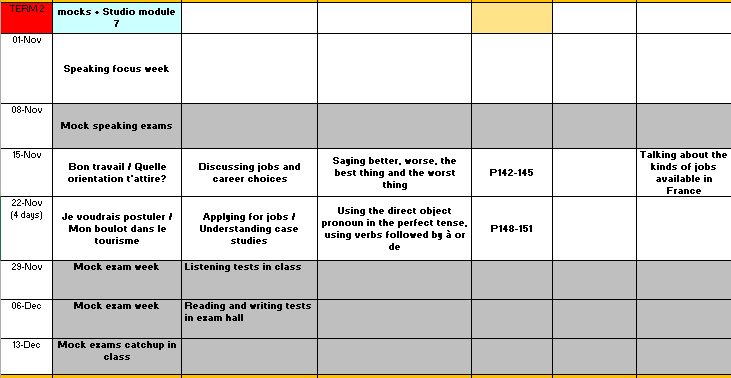 TERM 2
mocks + Studio module
7
01-Nov
Speaking focus week
08-Nov
Mock speaking exams
15-Nov
Bon travail / Quelle
orientation t'attire?
Discussing jobs and
career choices
Saying better, worse, the
best thing and the worst
thing
P142-145
Talking about the
kinds of jobs
available in
France
22-Nov
(4 days)
Je voudrais postuler /
Mon boulot dans le
tourisme
Applying for jobs /
Understanding case
studies
Using the direct object
pronoun in the perfect tense,
using verbs followed by à or
de
P148-151
29-Nov
Mock exam week
Listening tests in class
06-Dec
Mock exam week
Reading and writing tests
in exam hall
13-Dec
Mock exams catchup in
class